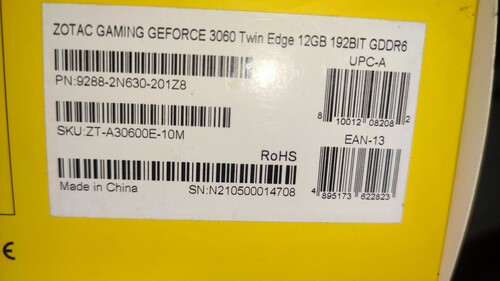 ZOTAC GAMING GEFORCE 3060 Twin Edge 12GB 192BIT GDDR6
UPC-A
PN:9288-2N630-201Z8
8 10012 08208 2
SKU:ZT-A30600E-10M
EAN-13
RoHS
Made in China
SN:N210500014708
4 895173 622823
CE